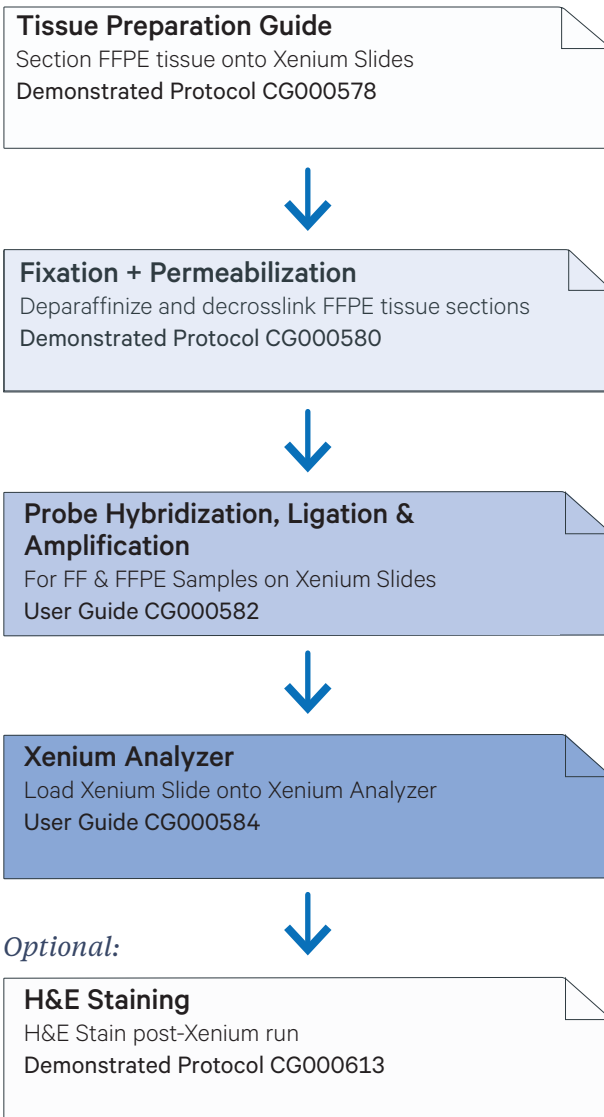 Tissue Preparation Guide
Section FFPE tissue onto Xenium Slides
Demonstrated Protocol CG000578
Fixation + Permeabilization
Deparaffinize and decrosslink FFPE tissue sections
Demonstrated Protocol CG000580
Probe Hybridization, Ligation &
Amplification
For FF & FFPE Samples on Xenium Slides
User Guide CG000582
Xenium Analyzer
Load Xenium Slide onto Xenium Analyzer
User Guide CG000584
Optional:
H&E Staining
H&E Stain post-Xenium run
Demonstrated Protocol CG000613